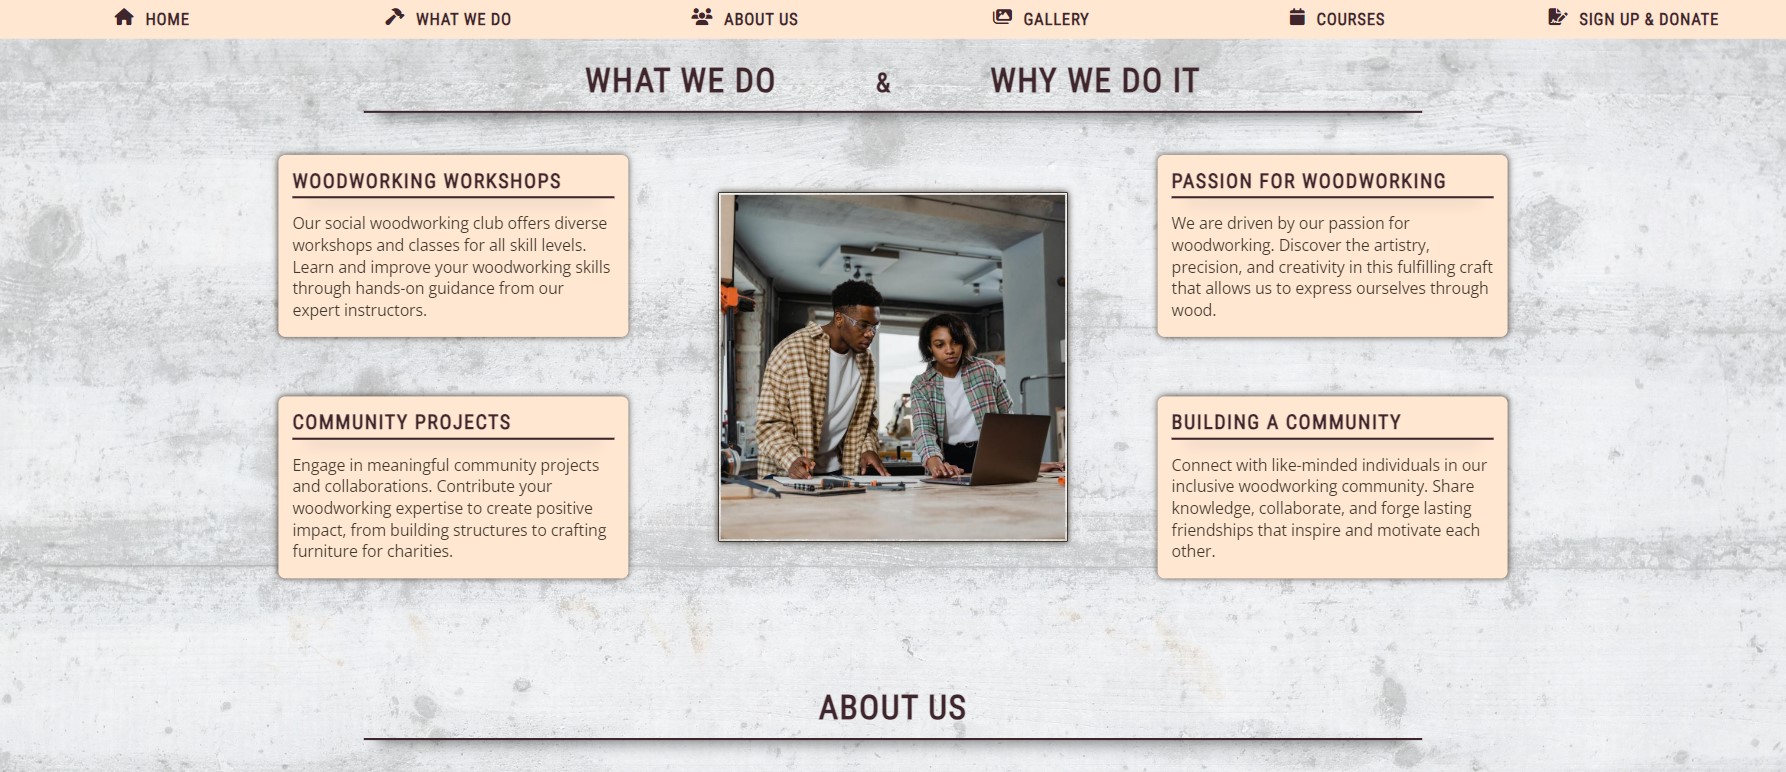 HOME
WHAT WE DO
ABOUT US
GALLERY
COURSES
SIGN UP & DONATE
WHAT WE DO & WHY WE DO IT
WOODWORKING WORKSHOPS
Our social woodworking club offers diverse
workshops and classes for all skill levels.
Learn and improve your woodworking skills
through hands-on guidance from our
expert instructors.
COMMUNITY PROJECTS
Engage in meaningful community projects
and collaborations. Contribute your
woodworking expertise to create positive
impact, from building structures to crafting
furniture for charities.
PASSION FOR WOODWORKING
We are driven by our passion for
woodworking. Discover the artistry,
precision, and creativity in this fulfilling craft
that allows us to express ourselves through
wood.
BUILDING A COMMUNITY
Connect with like-minded individuals in our
inclusive woodworking community. Share
knowledge, collaborate, and forge lasting
friendships that inspire and motivate each
other.
ABOUT US